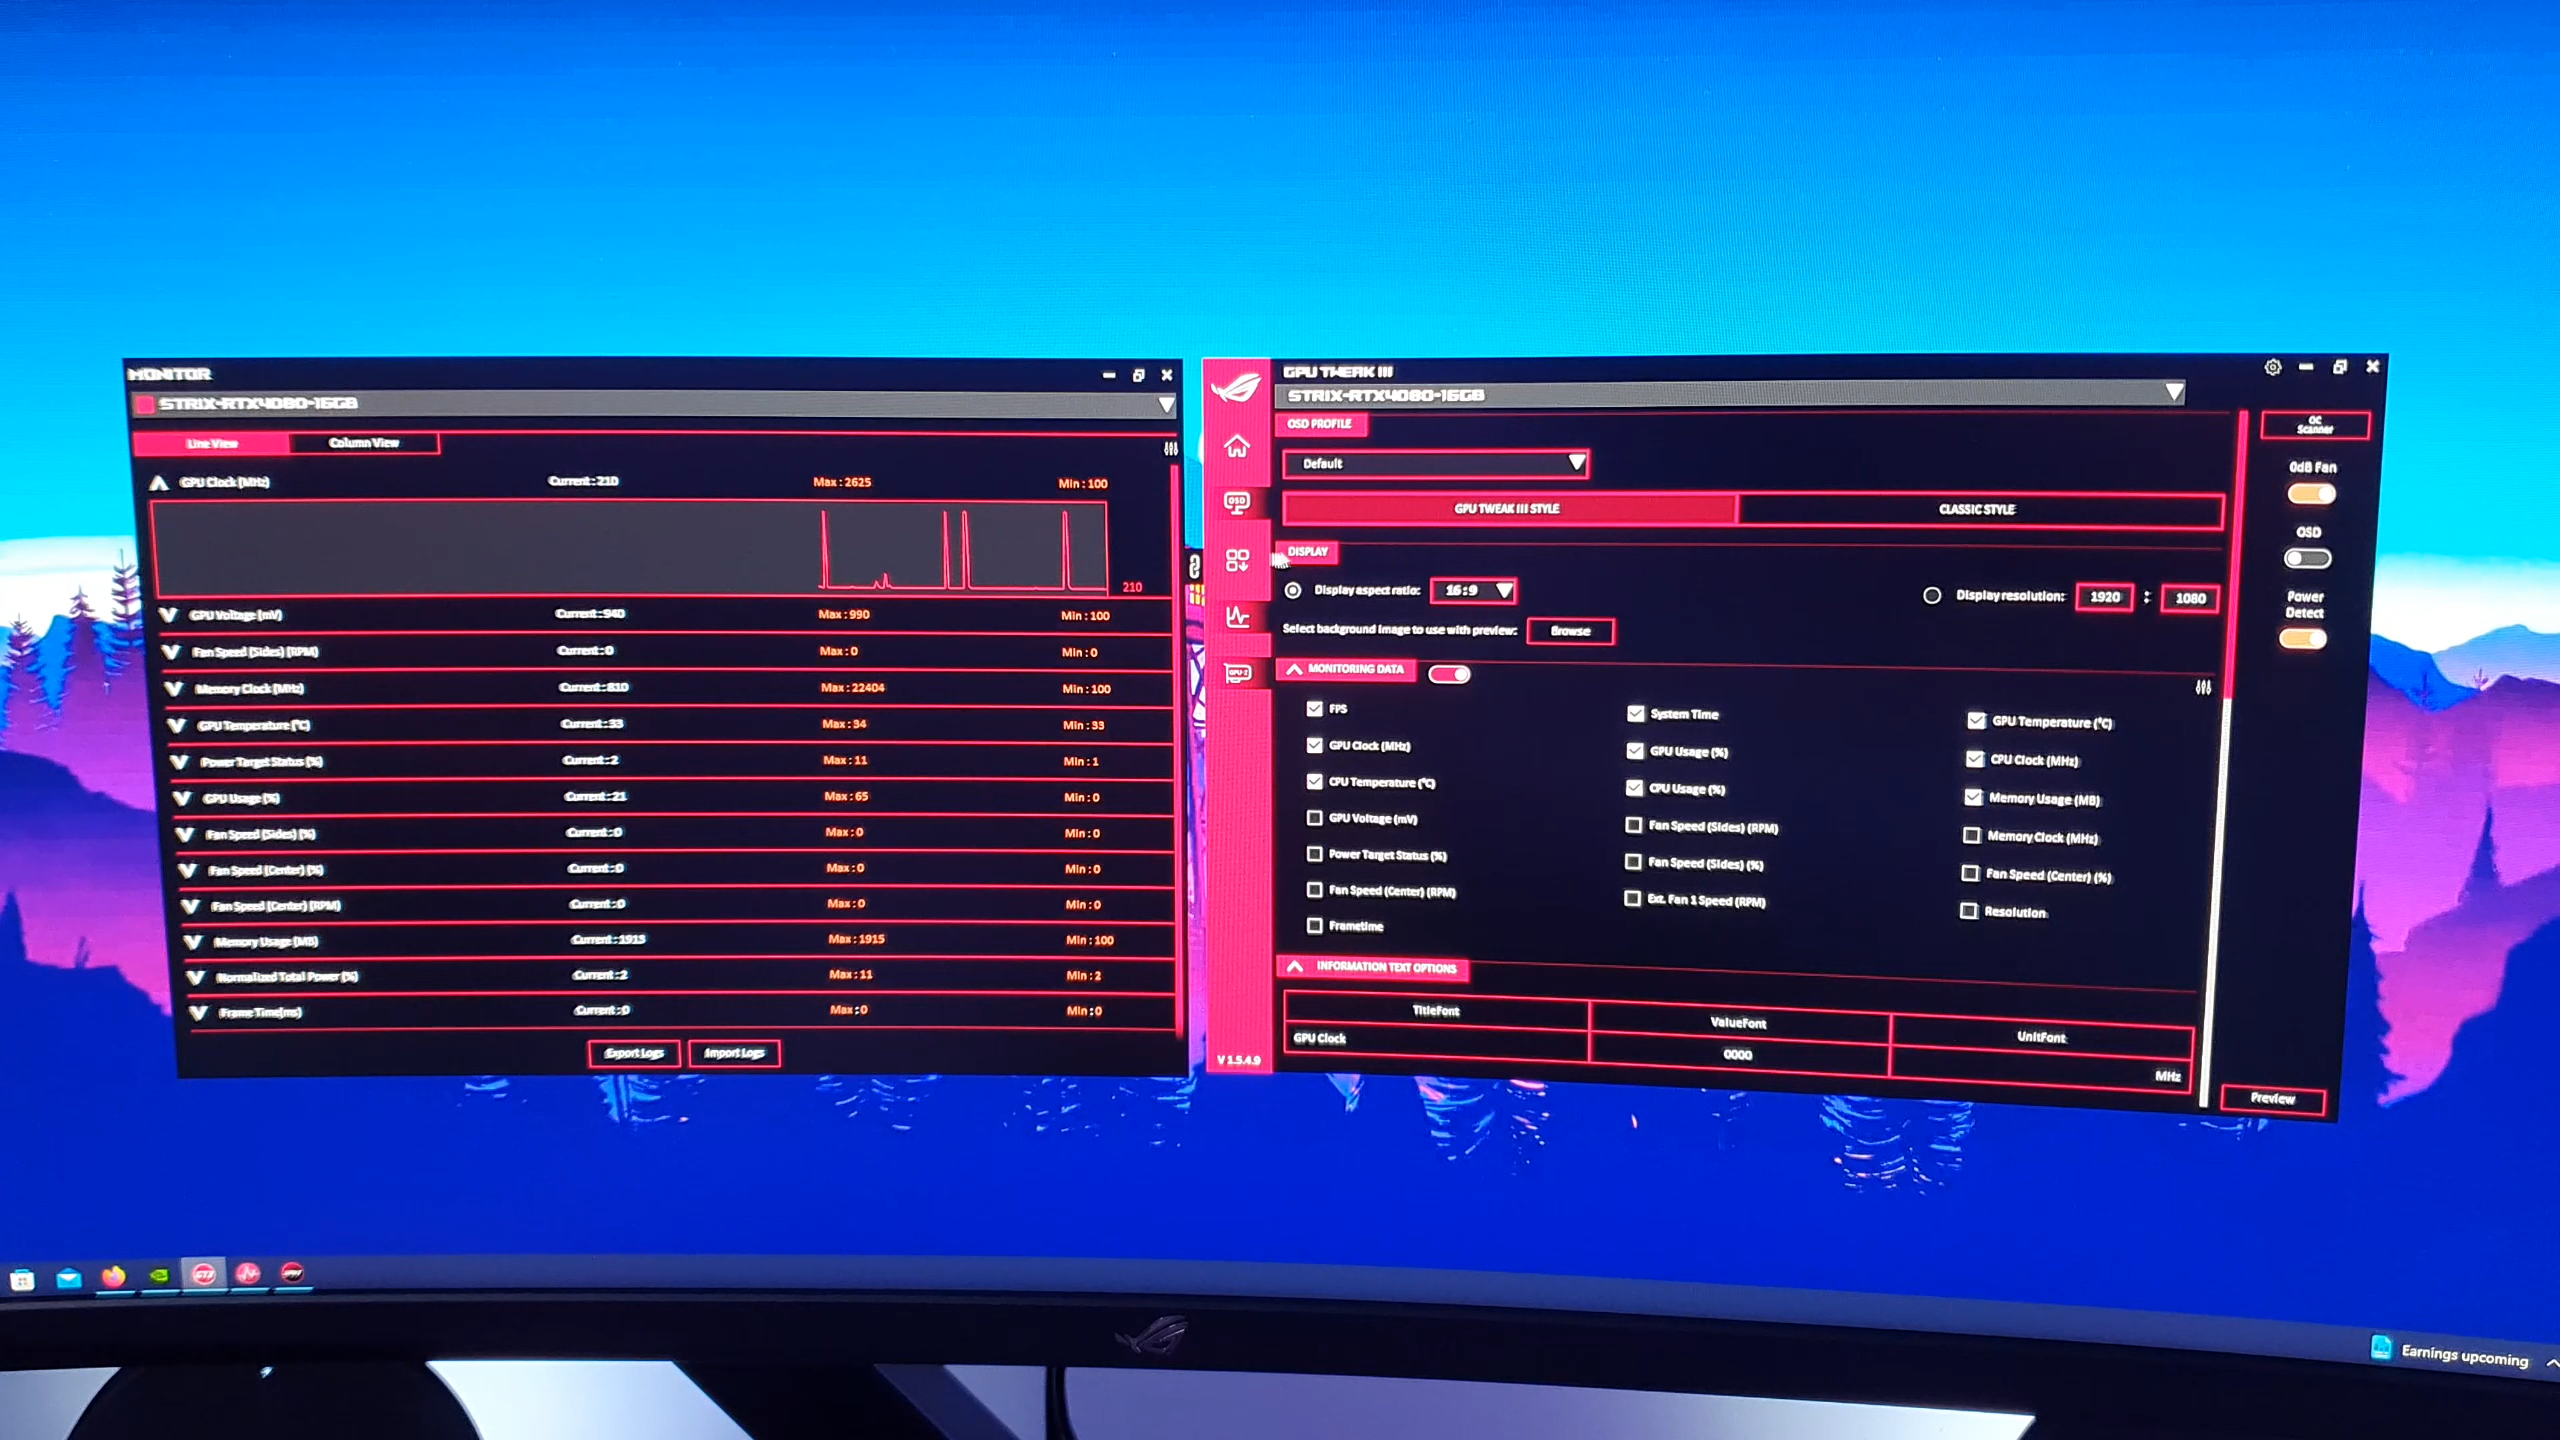 MONITOR
STRIX-RTX4080-16GB
Line View
Column View
GPU Clock (MHz) Current:210 Max:2625 Min:100
210
GPU Voltage (mV) Current:940 Max:990 Min:100
Fan Speed (Sides) (RPM) Current:0 Max:0 Min:0
Memory Clock (MHz) Current:810 Max:22404 Min:100
GPU Temperature (°C) Current:33 Max:34 Min:33
Power Target Status (%) Current:2 Max:11 Min:1
GPU Usage (%) Current:21 Max:65 Min:0
Fan Speed (Sides) (%) Current:0 Max:0 Min:0
Fan Speed (Center) (%) Current:0 Max:0 Min:0
Fan Speed (Center) (RPM) Current:0 Max:0 Min:0
Memory Usage (MB) Current:1915 Max:1915 Min:100
Normalized Total Power (%) Current:2 Max:11 Min:2
Frame Time(ms) Current:0 Max:0 Min:0
Export Logs
Import Logs
GPU TWEAK III
STRIX-RTX4080-16GB
OSD
GPU-Z
V 1.5.4.9
OSD PROFILE
Default
GPU TWEAK III STYLE
CLASSIC STYLE
DISPLAY
Display aspect ratio: 16:9
Display resolution: 1920 : 1080
Select background image to use with preview: Browse
MONITORING DATA
FPS
System Time
GPU Temperature (°C)
GPU Clock (MHz)
GPU Usage (%)
CPU Clock (MHz)
CPU Temperature (°C)
CPU Usage (%)
Memory Usage (MB)
GPU Voltage (mV)
Fan Speed (Sides) (RPM)
Memory Clock (MHz)
Power Target Status (%)
Fan Speed (Sides) (%)
Fan Speed (Center) (%)
Fan Speed (Center) (RPM)
Ext. Fan 1 Speed (RPM)
Resolution
Frametime
INFORMATION TEXT OPTIONS
TitleFont
ValueFont
UnitFont
GPU Clock
0000
MHz
OC
Scanner
0dB Fan
OSD
Power
Detect
Preview
GT3
Earnings upcoming